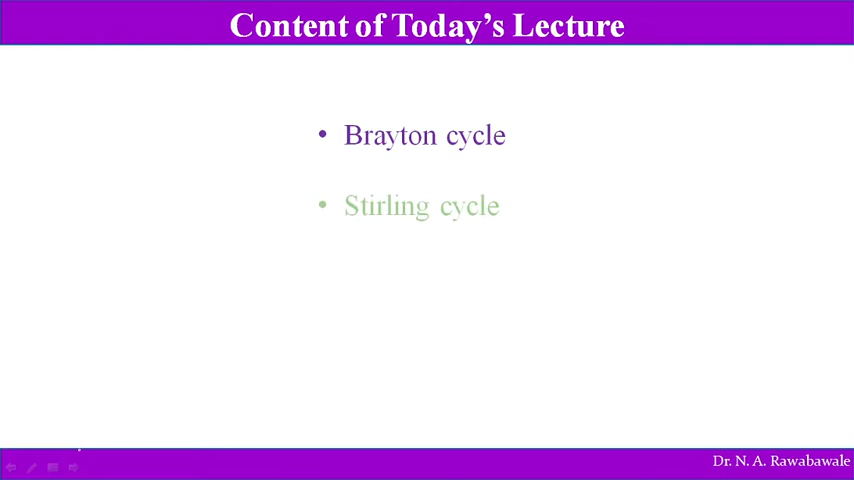 Content of Today's Lecture
• Brayton cycle
• Stirling cycle
Dr. N. A. Rawabawale